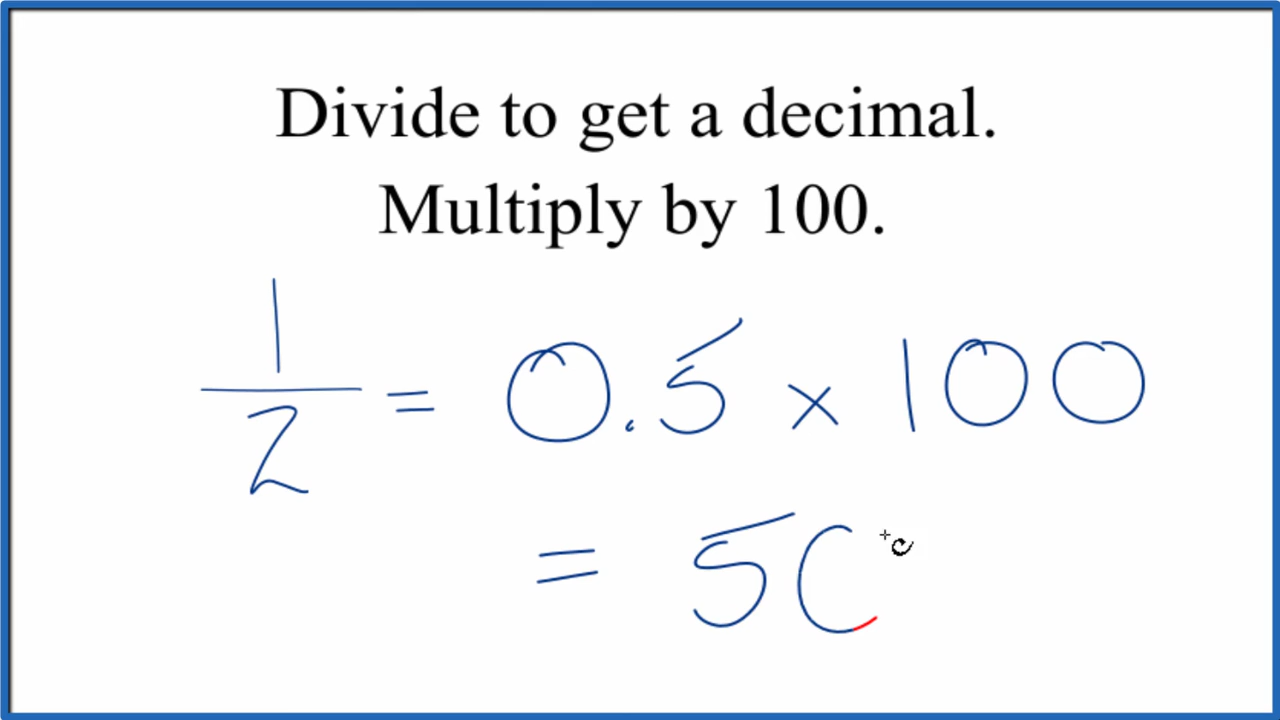 Divide to get a decimal.
Multiply by 100.
1/2 = 0.5 x 100
= 50